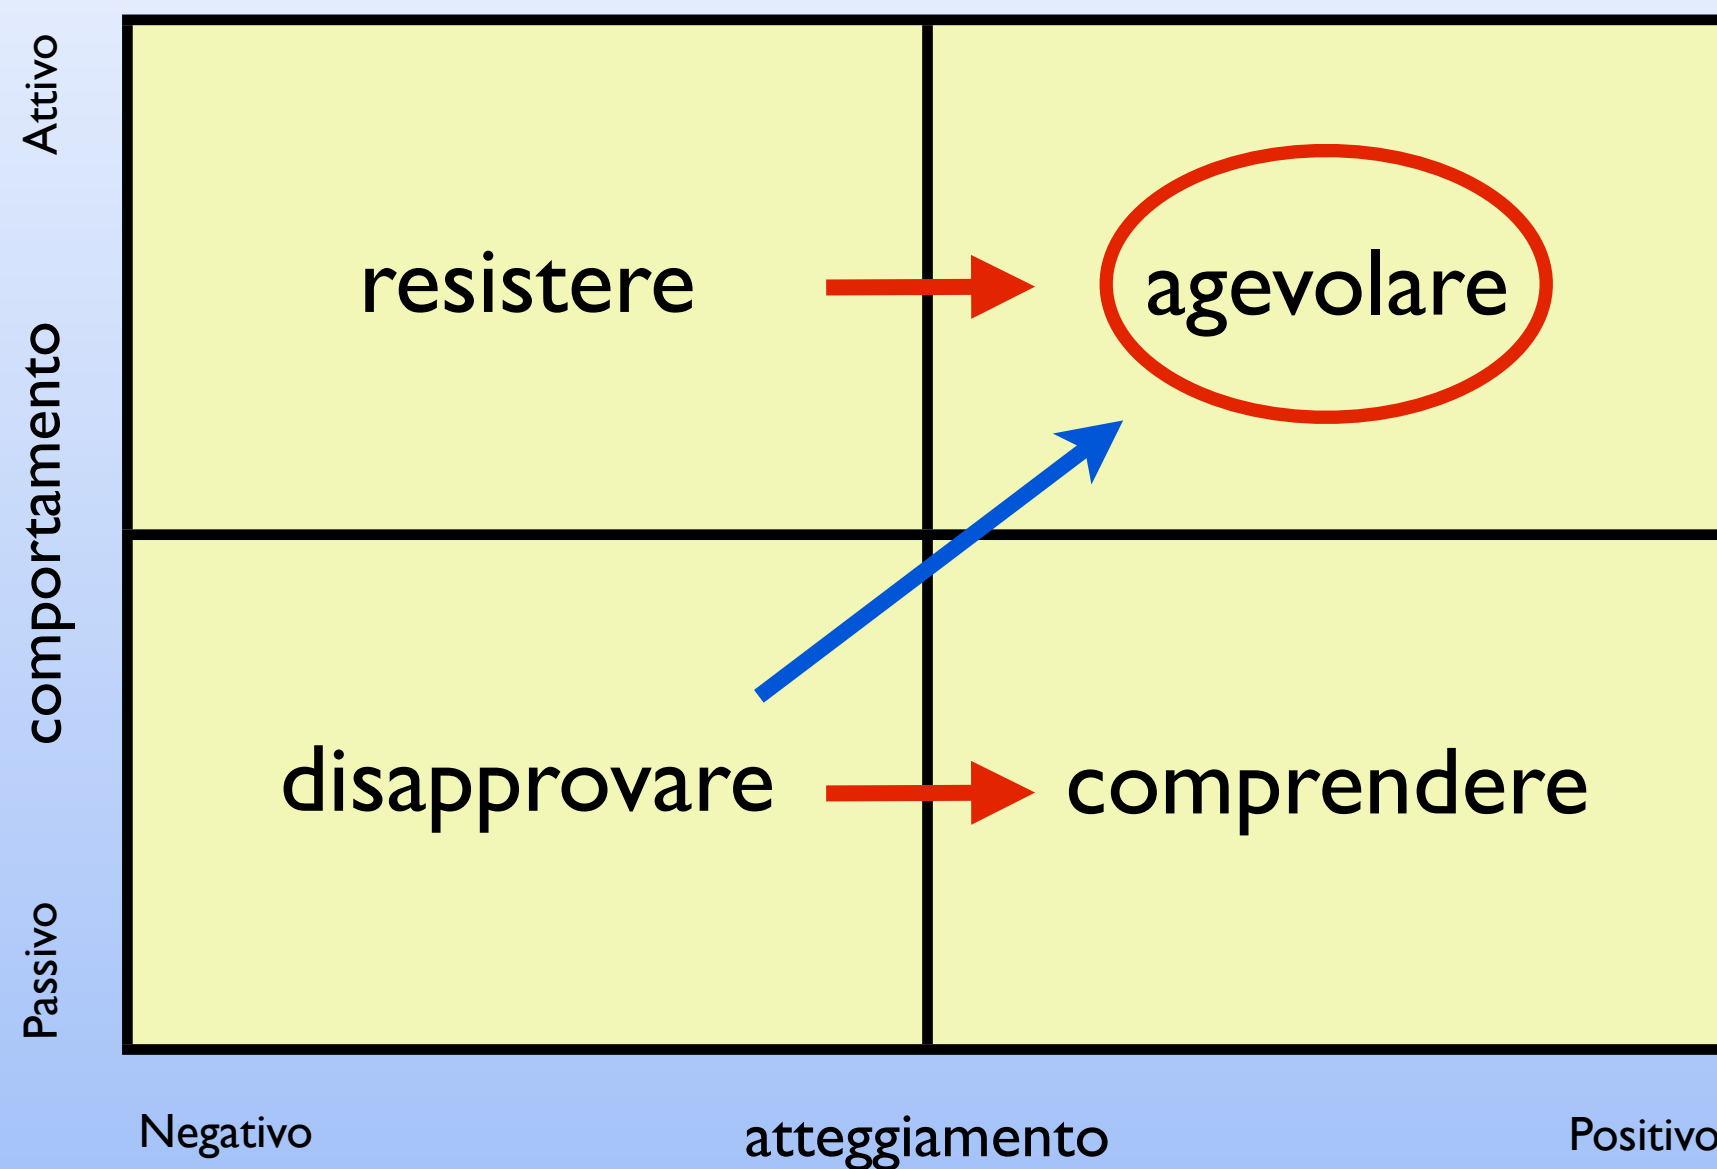 Attivo
resistere
agevolare
comportamento
disapprovare
comprendere
Passivo
Negativo
atteggiamento
Positivo